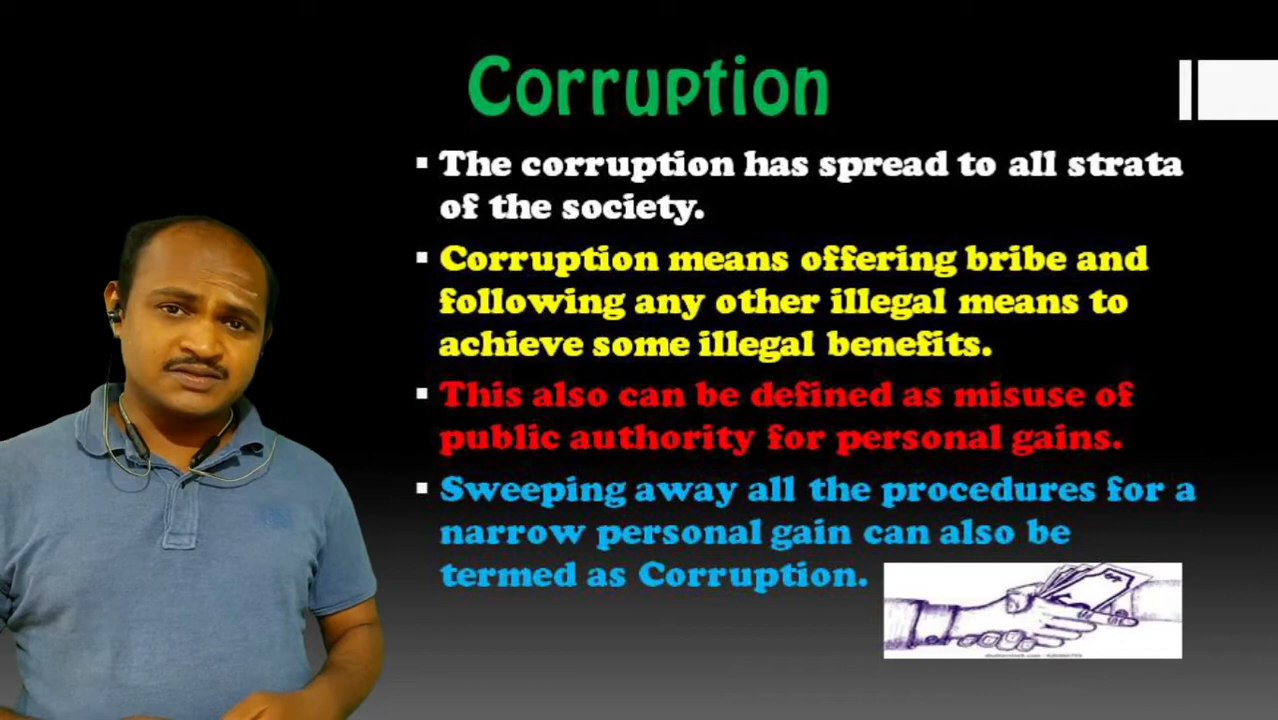 Corruption
▪ The corruption has spread to all strata
of the society.
▪ Corruption means offering bribe and
following any other illegal means to
achieve some illegal benefits.
▪ This also can be defined as misuse of
public authority for personal gains.
▪ Sweeping away all the procedures for a
narrow personal gain can also be
termed as Corruption.